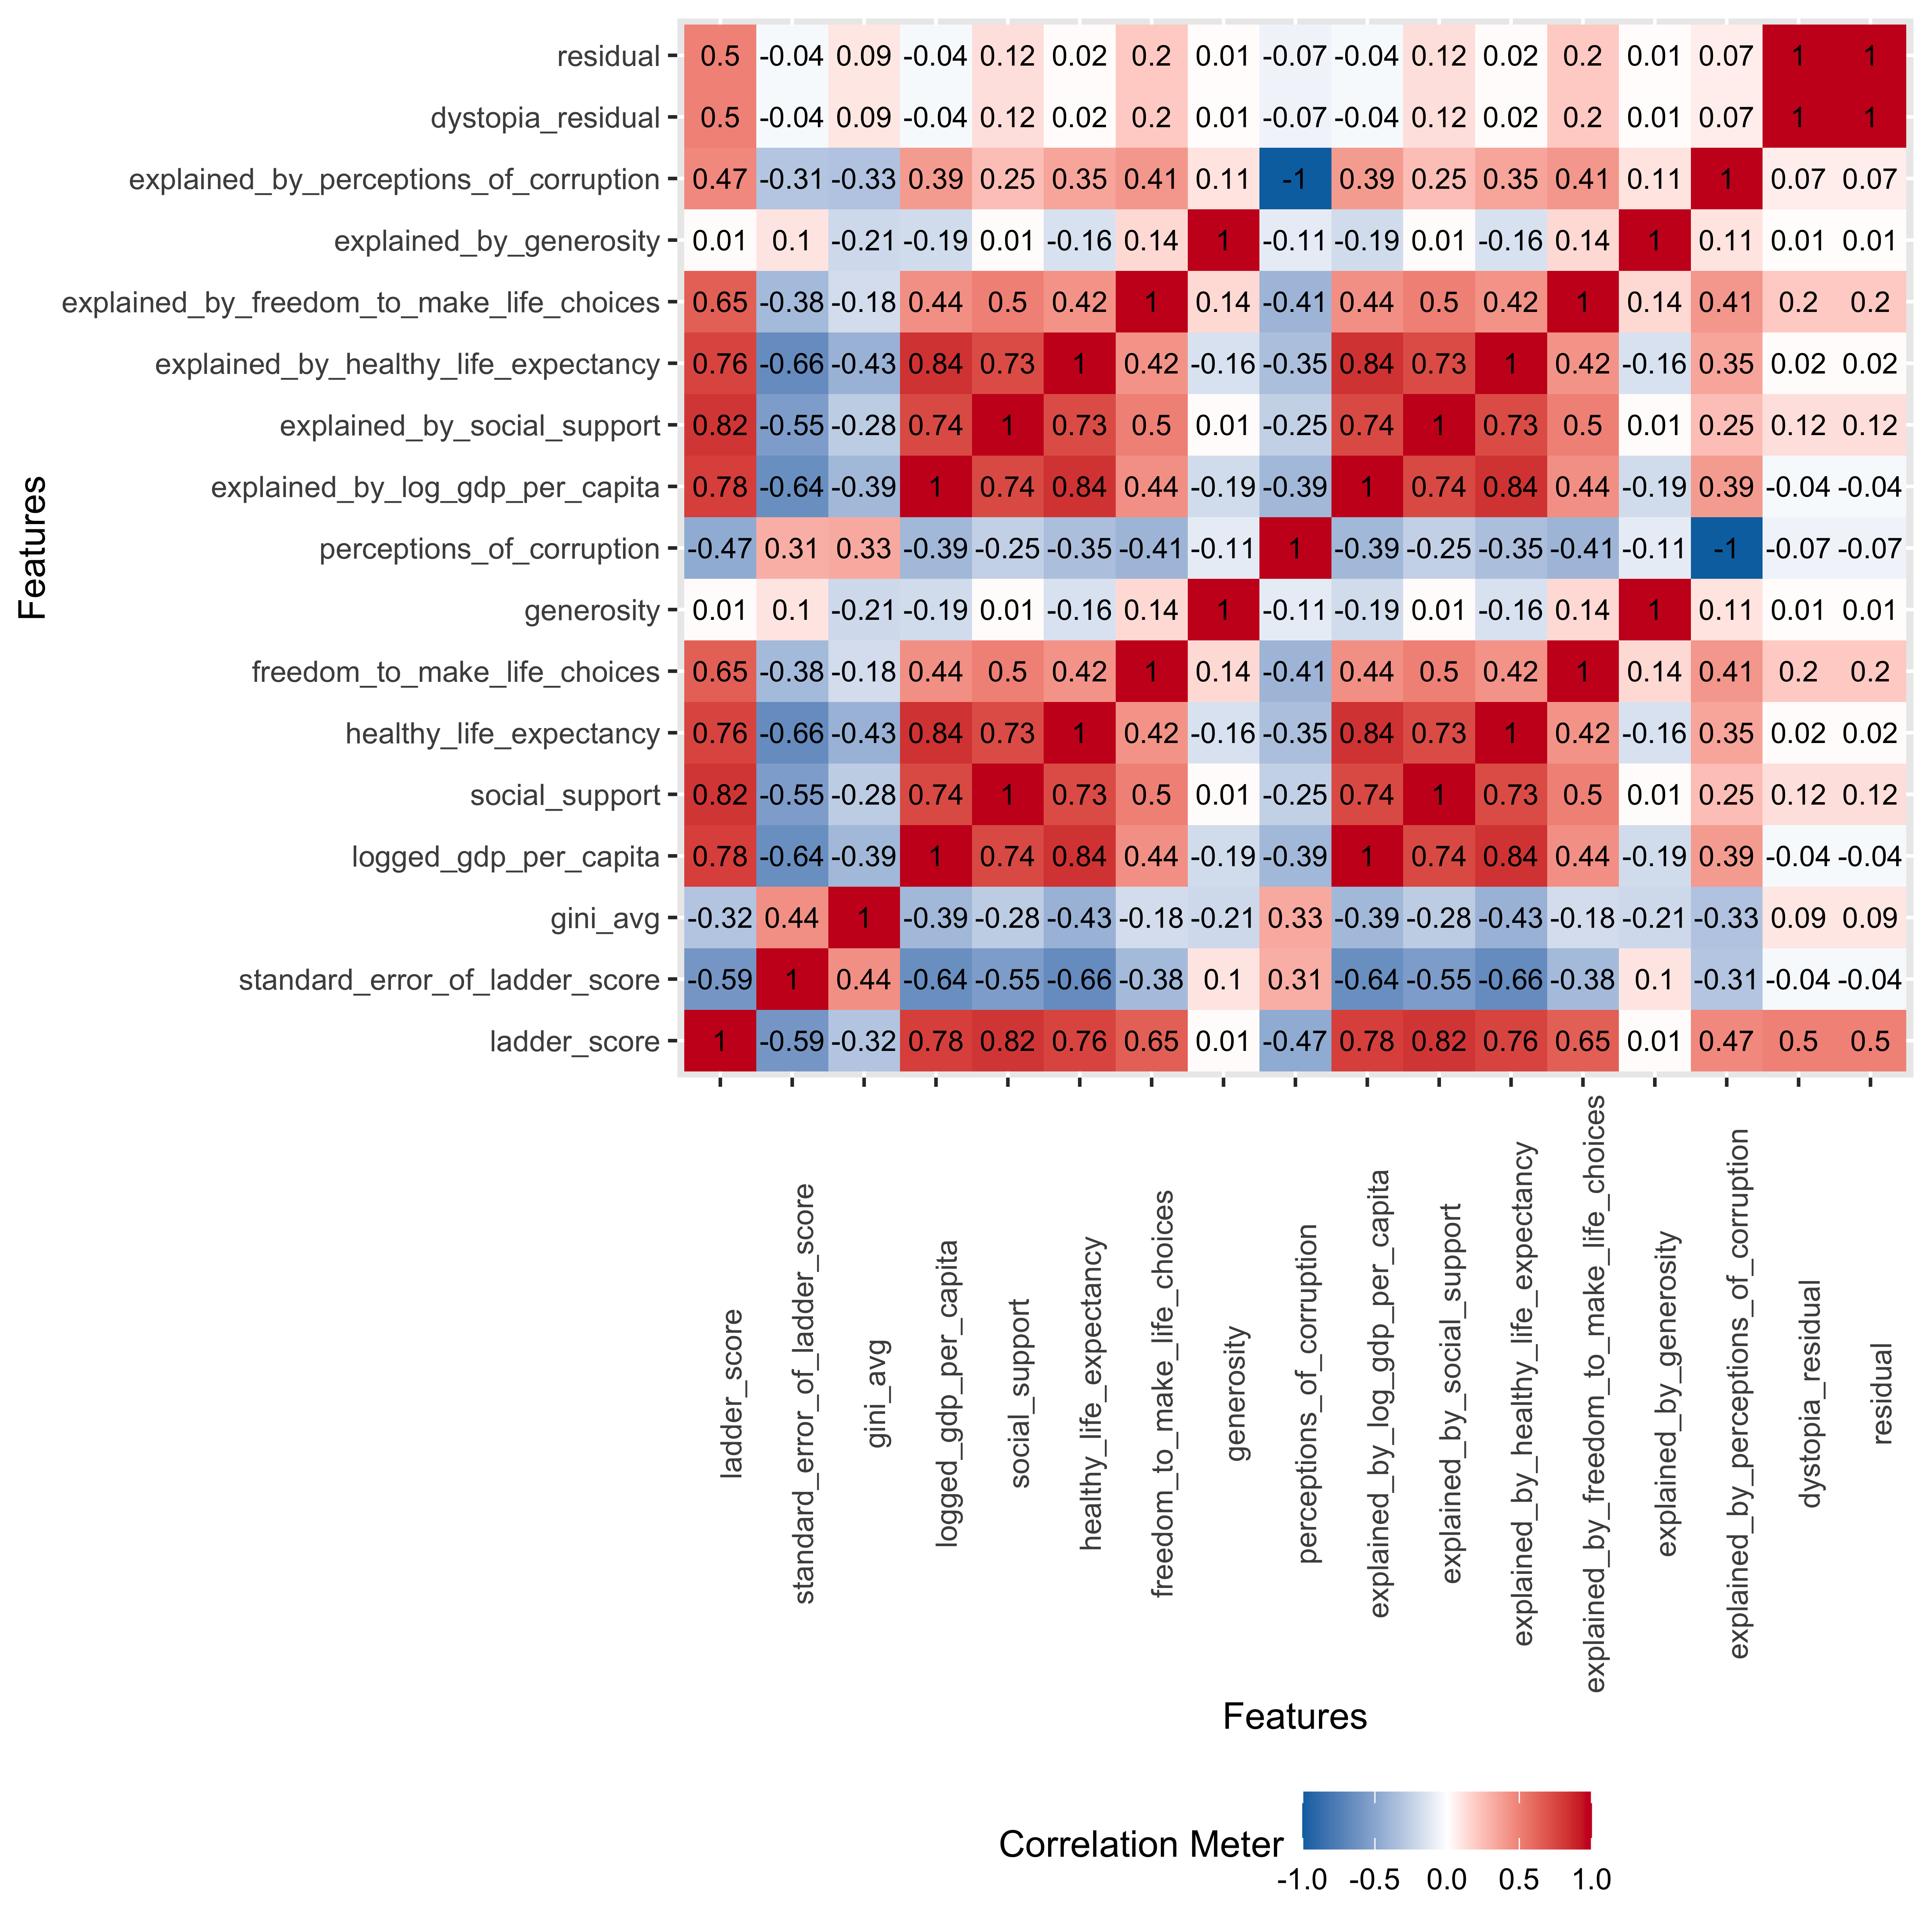 Features
residual 0.5 -0.04 0.09 -0.04 0.12 0.02 0.2 0.01 -0.07 -0.04 0.12 0.02 0.2 0.01 0.07 1 1
dystopia_residual 0.5 -0.04 0.09 -0.04 0.12 0.02 0.2 0.01 -0.07 -0.04 0.12 0.02 0.2 0.01 0.07 1 1
explained_by_perceptions_of_corruption 0.47 -0.31 -0.33 0.39 0.25 0.35 0.41 0.11 -1 0.39 0.25 0.35 0.41 0.11 1 0.07 0.07
explained_by_generosity 0.01 0.1 -0.21 -0.19 0.01 -0.16 0.14 1 -0.11 -0.19 0.01 -0.16 0.14 1 0.11 0.01 0.01
explained_by_freedom_to_make_life_choices 0.65 -0.38 -0.18 0.44 0.5 0.42 1 0.14 -0.41 0.44 0.5 0.42 1 0.14 0.41 0.2 0.2
explained_by_healthy_life_expectancy 0.76 -0.66 -0.43 0.84 0.73 1 0.42 -0.16 -0.35 0.84 0.73 1 0.42 -0.16 0.35 0.02 0.02
explained_by_social_support 0.82 -0.55 -0.28 0.74 1 0.73 0.5 0.01 -0.25 0.74 1 0.73 0.5 0.01 0.25 0.12 0.12
explained_by_log_gdp_per_capita 0.78 -0.64 -0.39 1 0.74 0.84 0.44 -0.19 -0.39 1 0.74 0.84 0.44 -0.19 0.39 -0.04 -0.04
perceptions_of_corruption -0.47 0.31 0.33 -0.39 -0.25 -0.35 -0.41 -0.11 1 -0.39 -0.25 -0.35 -0.41 -0.11 -1 -0.07 -0.07
generosity 0.01 0.1 -0.21 -0.19 0.01 -0.16 0.14 1 -0.11 -0.19 0.01 -0.16 0.14 1 0.11 0.01 0.01
freedom_to_make_life_choices 0.65 -0.38 -0.18 0.44 0.5 0.42 1 0.14 -0.41 0.44 0.5 0.42 1 0.14 0.41 0.2 0.2
healthy_life_expectancy 0.76 -0.66 -0.43 0.84 0.73 1 0.42 -0.16 -0.35 0.84 0.73 1 0.42 -0.16 0.35 0.02 0.02
social_support 0.82 -0.55 -0.28 0.74 1 0.73 0.5 0.01 -0.25 0.74 1 0.73 0.5 0.01 0.25 0.12 0.12
logged_gdp_per_capita 0.78 -0.64 -0.39 1 0.74 0.84 0.44 -0.19 -0.39 1 0.74 0.84 0.44 -0.19 0.39 -0.04 -0.04
gini_avg -0.32 0.44 1 -0.39 -0.28 -0.43 -0.18 -0.21 0.33 -0.39 -0.28 -0.43 -0.18 -0.21 -0.33 0.09 0.09
standard_error_of_ladder_score -0.59 1 0.44 -0.64 -0.55 -0.66 -0.38 0.1 0.31 -0.64 -0.55 -0.66 -0.38 0.1 -0.31 -0.04 -0.04
ladder_score 1 -0.59 -0.32 0.78 0.82 0.76 0.65 0.01 -0.47 0.78 0.82 0.76 0.65 0.01 0.47 0.5 0.5
ladder_score
standard_error_of_ladder_score
gini_avg
logged_gdp_per_capita
social_support
healthy_life_expectancy
freedom_to_make_life_choices
generosity
perceptions_of_corruption
explained_by_log_gdp_per_capita
explained_by_social_support
explained_by_healthy_life_expectancy
explained_by_freedom_to_make_life_choices
explained_by_generosity
explained_by_perceptions_of_corruption
dystopia_residual
residual
Features
Correlation Meter
-1.0 -0.5 0.0 0.5 1.0